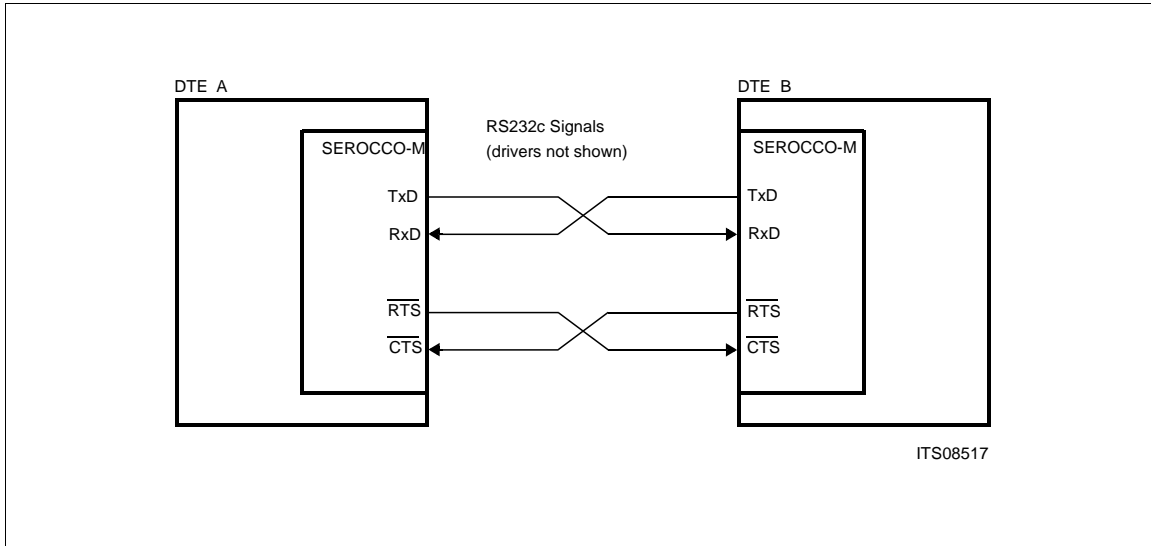 DTE A
DTE B
RS232c Signals
(drivers not shown)
SEROCCO-M
SEROCCO-M
TxD
TxD
RxD
RxD
RTS
RTS
CTS
CTS
ITS08517